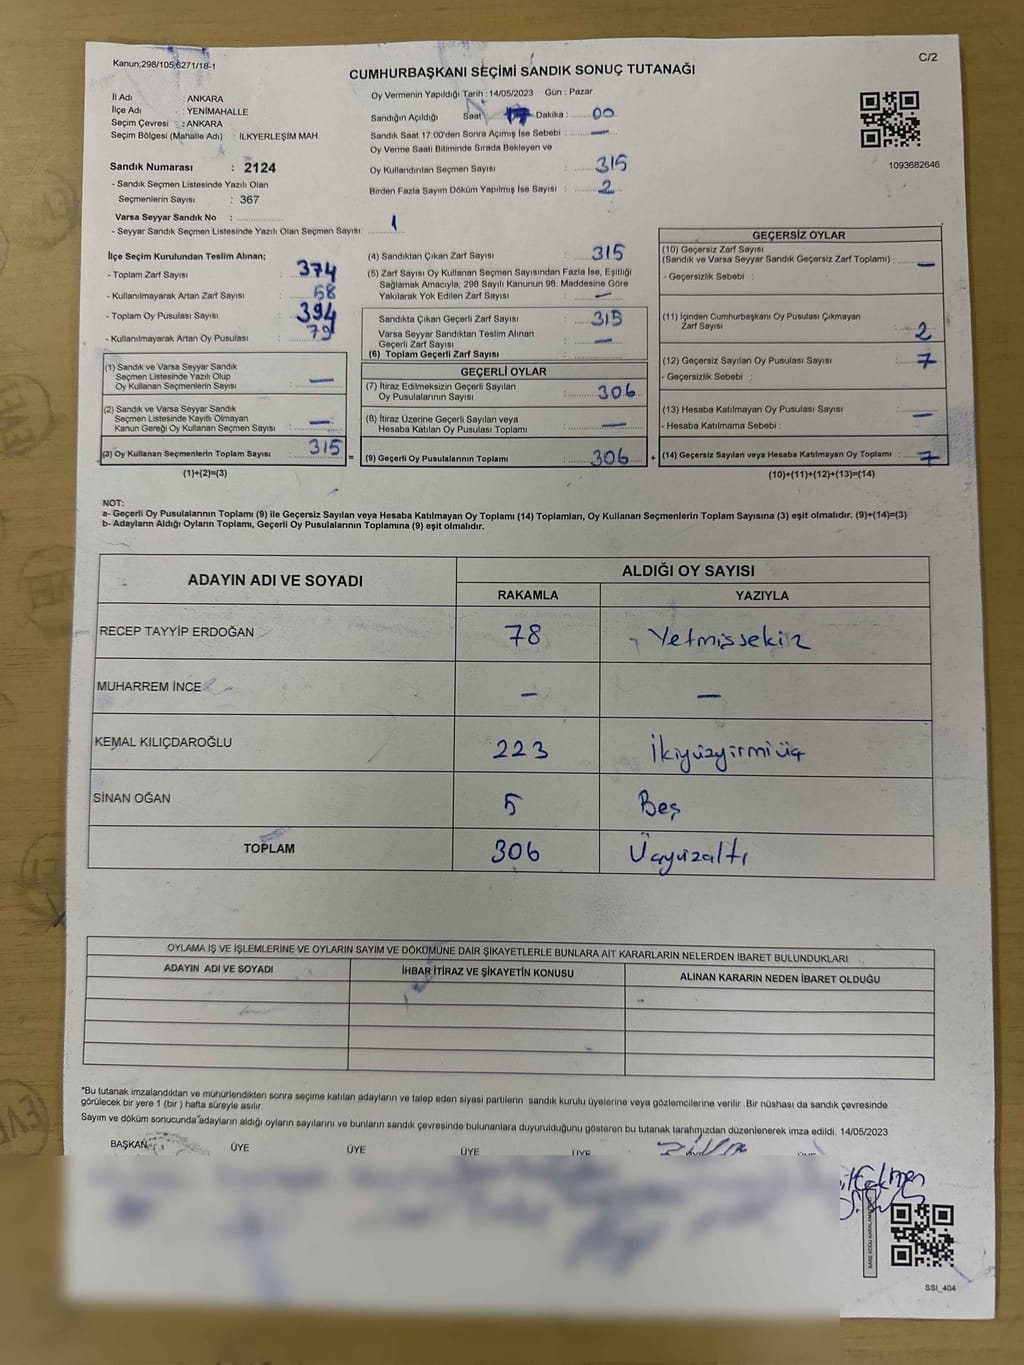 Kanun;298/105,6271/18-1
C/2
CUMHURBAŞKANI SEÇİMİ SANDIK SONUÇ TUTANAĞI
İl Adı : ANKARA
İlçe Adı : YENİMAHALLE
Seçim Çevresi : ANKARA
Seçim Bölgesi (Mahalle Adı) : İLKYERLEŞİM MAH.
Sandık Numarası : 2124
- Sandık Seçmen Listesinde Yazılı Olan
Seçmenlerin Sayısı : 367
Varsa Seyyar Sandık No :
- Seyyar Sandık Seçmen Listesinde Yazılı Olan Seçmen Sayısı: 1
Oy Vermenin Yapıldığı Tarih : 14/05/2023 Gün : Pazar
Sandığın Açıldığı Saat 17 Dakika : 00
Sandık Saat 17:00'den Sonra Açımış İse Sebebi : —
Oy Verme Saati Bitiminde Sırada Bekleyen ve
Oy Kullandırılan Seçmen Sayısı : 315
Birden Fazla Sayım Döküm Yapılmış İse Sayısı : 2
1093682646
İlçe Seçim Kurulundan Teslim Alınan;
- Toplam Zarf Sayısı : 374
- Kullanılmayarak Artan Zarf Sayısı : 58
- Toplam Oy Pusulası Sayısı : 394
- Kullanılmayarak Artan Oy Pusulası : 79
(1) Sandık ve Varsa Seyyar Sandık
Seçmen Listesinde Yazılı Olup
Oy Kullanan Seçmenlerin Sayısı : —
(2) Sandık ve Varsa Seyyar Sandık
Seçmen Listesinde Kayıtlı Olmayan
Kanun Gereği Oy Kullanan Seçmen Sayısı : —
(3) Oy Kullanan Seçmenlerin Toplam Sayısı : 315 =
(1)+(2)=(3)
(4) Sandıktan Çıkan Zarf Sayısı : 315
(5) Zarf Sayısı Oy Kullanan Seçmen Sayısından Fazla İse, Eşitliği
Sağlamak Amacıyla, 298 Sayılı Kanunun 98. Maddesine Göre
Yakılarak Yok Edilen Zarf Sayısı : —
Sandıkta Çıkan Geçerli Zarf Sayısı : 315
Varsa Seyyar Sandıktan Teslim Alınan
Geçerli Zarf Sayısı : —
(6) Toplam Geçerli Zarf Sayısı
GEÇERLİ OYLAR
(7) İtiraz Edilmeksizin Geçerli Sayılan
Oy Pusulalarının Sayısı : 306
(8) İtiraz Üzerine Geçerli Sayılan veya
Hesaba Katılan Oy Pusulası Toplamı : —
(9) Geçerli Oy Pusulalarının Toplamı : 306 +
GEÇERSİZ OYLAR
(10) Geçersiz Zarf Sayısı
(Sandık ve Varsa Seyyar Sandık Geçersiz Zarf Toplamı) : —
- Geçersizlik Sebebi :
(11) İçinden Cumhurbaşkanı Oy Pusulası Çıkmayan
Zarf Sayısı : 2
(12) Geçersiz Sayılan Oy Pusulası Sayısı : 7
- Geçersizlik Sebebi :
(13) Hesaba Katılmayan Oy Pusulası Sayısı : —
- Hesaba Katılmama Sebebi :
(14) Geçersiz Sayılan veya Hesaba Katılmayan Oy Toplamı : 7
(10)+(11)+(12)+(13)=(14)
NOT:
a- Geçerli Oy Pusulalarının Toplamı (9) ile Geçersiz Sayılan veya Hesaba Katılmayan Oy Toplamı (14) Toplamları, Oy Kullanan Seçmenlerin Toplam Sayısına (3) eşit olmalıdır. (9)+(14)=(3)
b- Adayların Aldığı Oyların Toplamı, Geçerli Oy Pusulalarının Toplamına (9) eşit olmalıdır.
ADAYIN ADI VE SOYADI
ALDIĞI OY SAYISI
RAKAMLA YAZIYLA
RECEP TAYYİP ERDOĞAN 78 Yetmişsekiz
MUHARREM İNCE — —
KEMAL KILIÇDAROĞLU 223 İkiyüzyirmiüç
SİNAN OĞAN 5 Beş
TOPLAM 306 Üçyüzaltı
OYLAMA İŞ VE İŞLEMLERİNE VE OYLARIN SAYIM VE DÖKÜMÜNE DAİR ŞİKAYETLERLE BUNLARA AİT KARARLARIN NELERDEN İBARET BULUNDUKLARI
ADAYIN ADI VE SOYADI İHBAR İTİRAZ VE ŞİKAYETİN KONUSU ALINAN KARARIN NEDEN İBARET OLDUĞU
*Bu tutanak imzalandıktan ve mühürlendikten sonra seçime katılan adayların ve talep eden siyasi partilerin sandık kurulu üyelerine veya gözlemcilerine verilir. Bir nüshası da sandık çevresinde
görülecek bir yere 1 (bir ) hafta süreyle asılır.
Sayım ve döküm sonucunda adayların aldığı oyların sayılarını ve bunların sandık çevresinde bulunanlara duyurulduğunu gösteren bu tutanak tarafımızdan düzenlenerek imza edildi. 14/05/2023
BAŞKAN ÜYE ÜYE ÜYE ÜYE
SSI_404